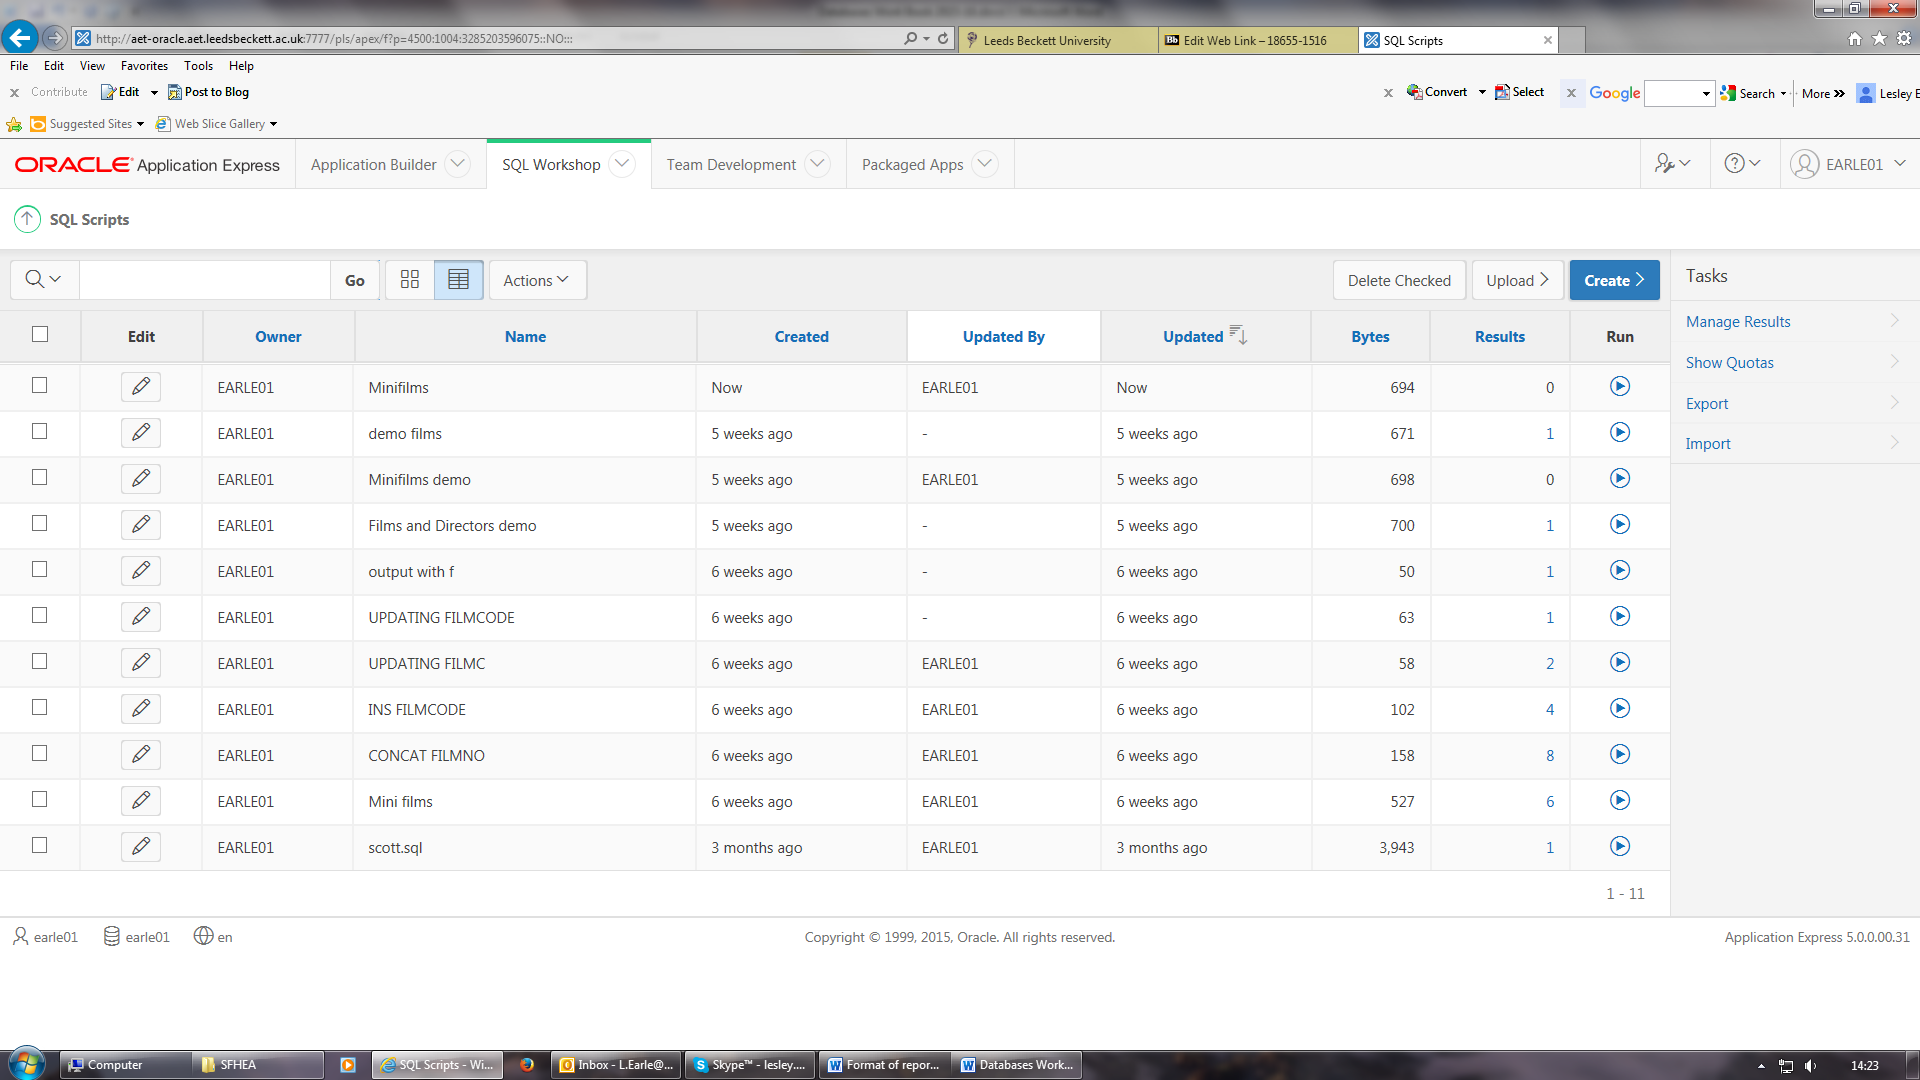 http://aet-oracle.aet.leedsbeckett.ac.uk:7777/pls/apex/f?p=4500:1004:3285203596075::NO:::
Leeds Beckett University
Bb Edit Web Link – 18655-1516
SQL Scripts
File Edit View Favorites Tools Help
x Contribute Edit Post to Blog
x Convert Select
x Google Search More » Lesley E
Suggested Sites Web Slice Gallery
ORACLE Application Express
Application Builder
SQL Workshop
Team Development
Packaged Apps
EARLE01
SQL Scripts
Go
Actions
Delete Checked
Upload
Create
Edit Owner Name Created Updated By Updated Bytes Results Run
EARLE01 Minifilms Now EARLE01 Now 694 0
EARLE01 demo films 5 weeks ago - 5 weeks ago 671 1
EARLE01 Minifilms demo 5 weeks ago EARLE01 5 weeks ago 698 0
EARLE01 Films and Directors demo 5 weeks ago - 5 weeks ago 700 1
EARLE01 output with f 6 weeks ago - 6 weeks ago 50 1
EARLE01 UPDATING FILMCODE 6 weeks ago - 6 weeks ago 63 1
EARLE01 UPDATING FILMC 6 weeks ago EARLE01 6 weeks ago 58 2
EARLE01 INS FILMCODE 6 weeks ago EARLE01 6 weeks ago 102 4
EARLE01 CONCAT FILMNO 6 weeks ago EARLE01 6 weeks ago 158 8
EARLE01 Mini films 6 weeks ago EARLE01 6 weeks ago 527 6
EARLE01 scott.sql 3 months ago EARLE01 3 months ago 3,943 1
1 - 11
Tasks
Manage Results
Show Quotas
Export
Import
earle01 earle01 en
Copyright © 1999, 2015, Oracle. All rights reserved.
Application Express 5.0.0.00.31
Computer
SFHEA
SQL Scripts - Wi...
Inbox - L.Earle@...
Skype™ - lesley....
Format of repor...
Databases Work...
14:23